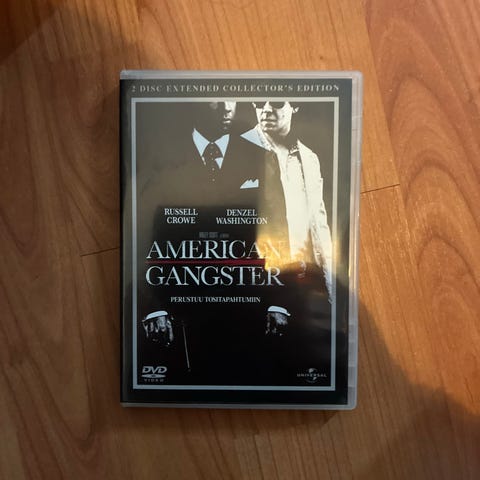 2 DISC EXTENDED COLLECTOR'S EDITION
RUSSELL DENZEL
CROWE WASHINGTON
AMERICAN
GANGSTER
PERUSTUU TOSITAPAHTUMIIN
DVD
VIDEO
UNIVERSAL